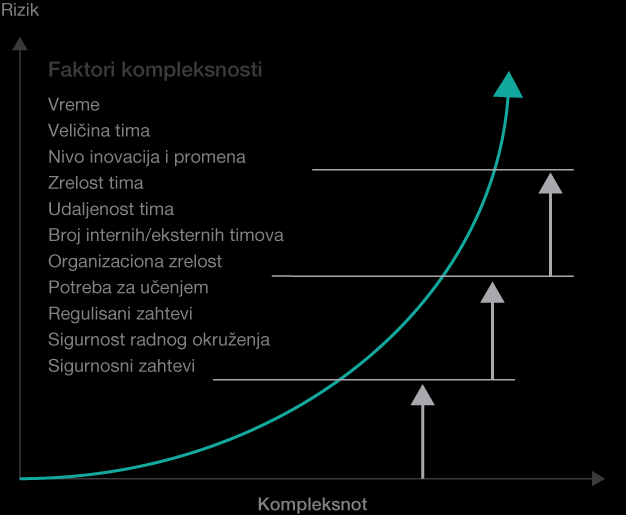 Rizik
Faktori kompleksnosti
Vreme
Veličina tima
Nivo inovacija i promena
Zrelost tima
Udaljenost tima
Broj internih/eksternih timova
Organizaciona zrelost
Potreba za učenjem
Regulisani zahtevi
Sigurnost radnog okruženja
Sigurnosni zahtevi
Kompleksnot